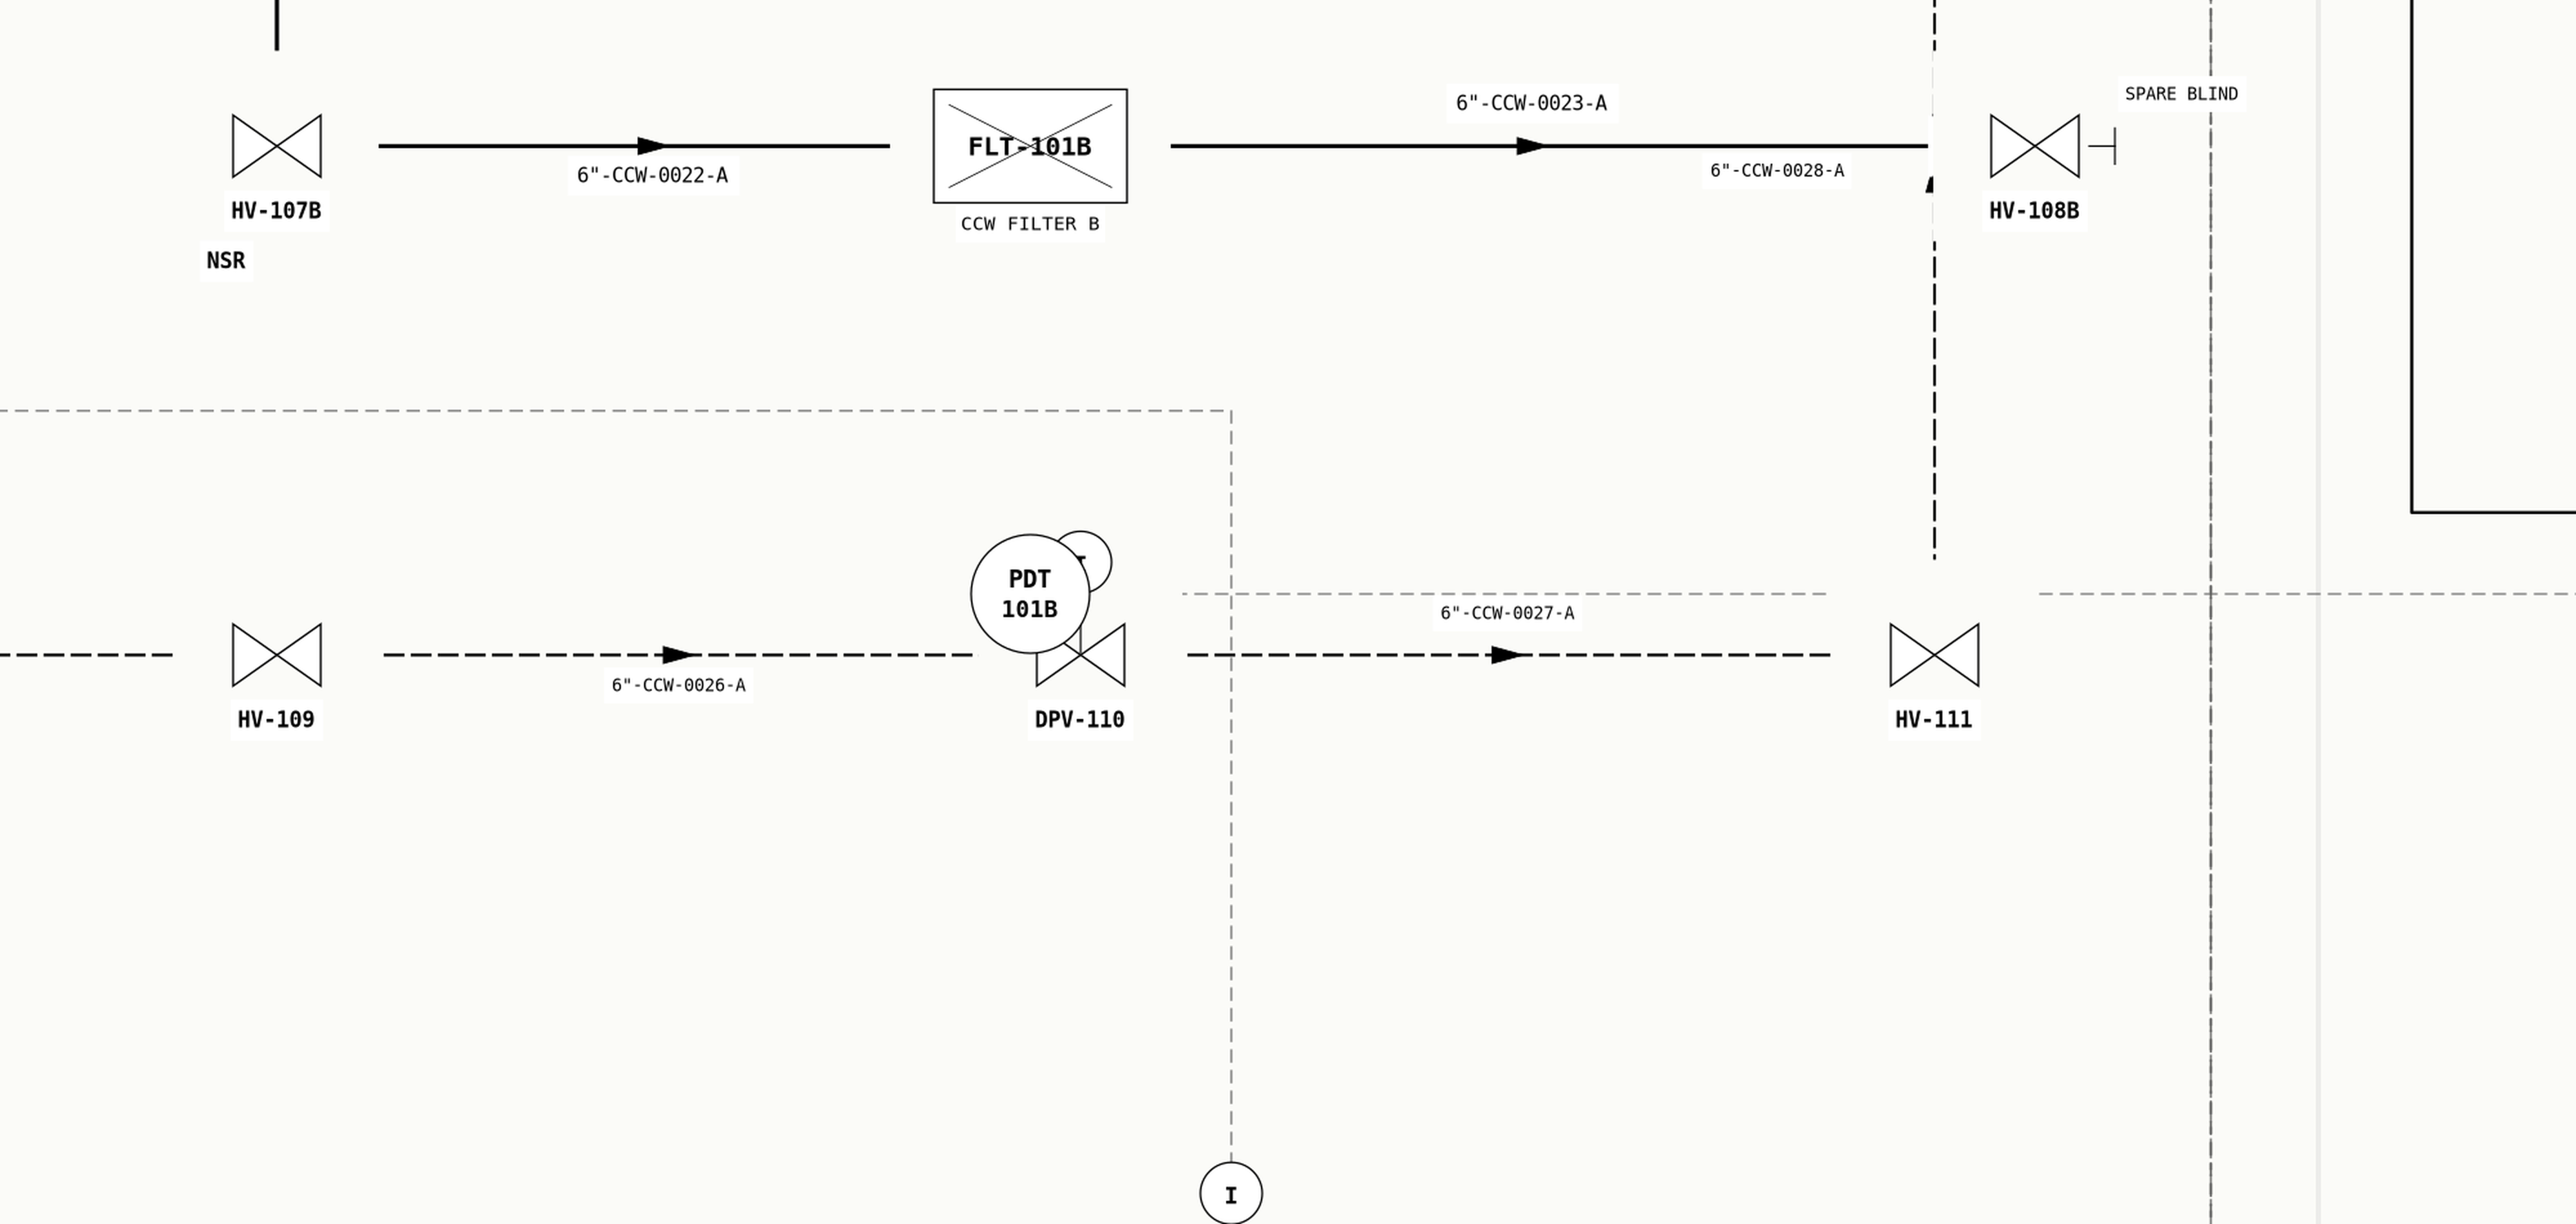 SPARE BLIND
6"-CCW-0023-A
FLT-101B
6"-CCW-0022-A
6"-CCW-0028-A
HV-107B
CCW FILTER B
HV-108B
NSR
PDT
101B
6"-CCW-0027-A
6"-CCW-0026-A
HV-109
DPV-110
HV-111
I